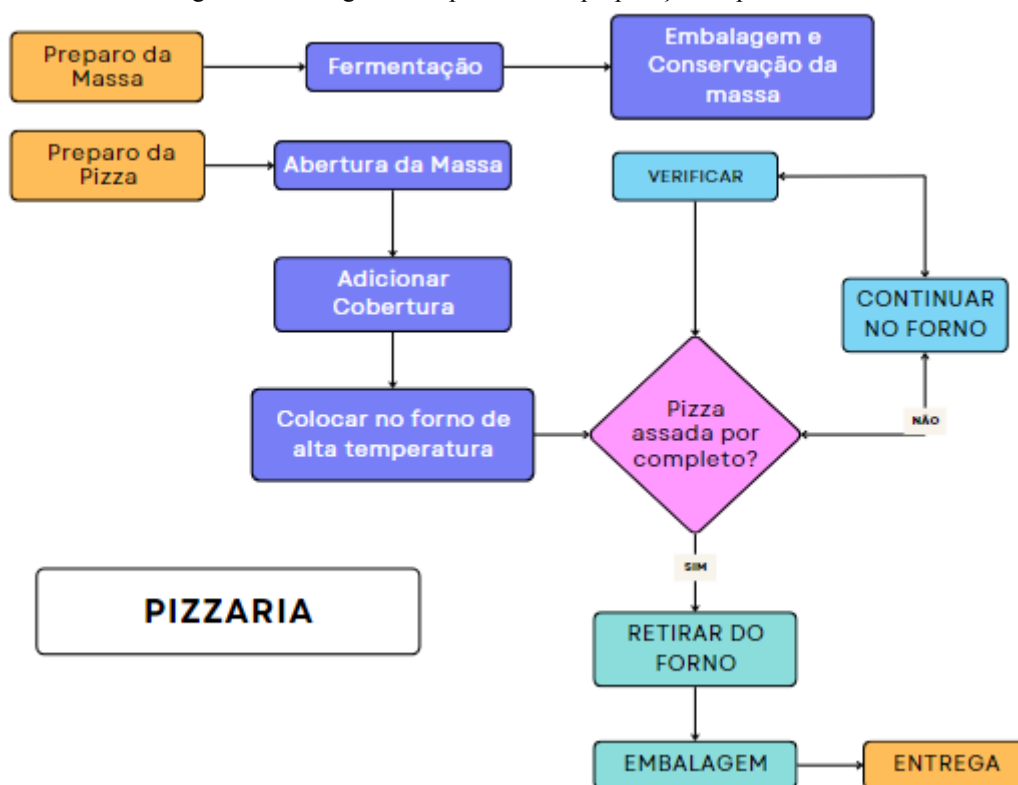 Preparo da
Massa
Fermentação
Embalagem e
Conservação da
massa
Preparo da
Pizza
Abertura da Massa
VERIFICAR
Adicionar
Cobertura
CONTINUAR
NO FORNO
Colocar no forno de
alta temperatura
Pizza
assada por
completo?
NÃO
SIM
PIZZARIA
RETIRAR DO
FORNO
EMBALAGEM
ENTREGA